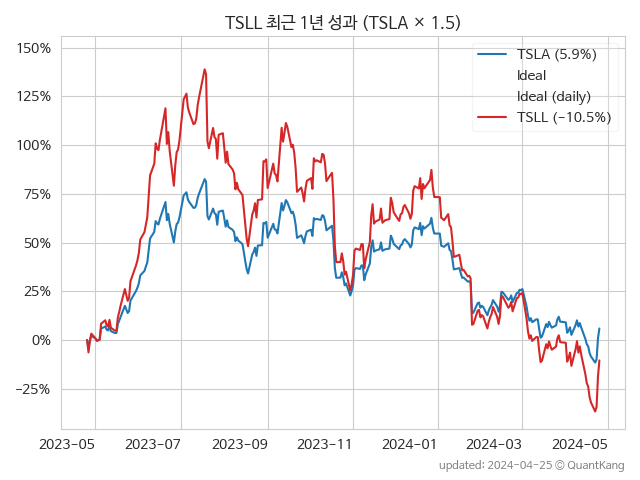 TSLL 최근 1년 성과 (TSLA × 1.5)
150%
125%
100%
75%
50%
25%
0%
−25%
TSLA (5.9%)
Ideal
Ideal (daily)
TSLL (−10.5%)
2023-05
2023-07
2023-09
2023-11
2024-01
2024-03
2024-05
updated: 2024-04-25 © QuantKang